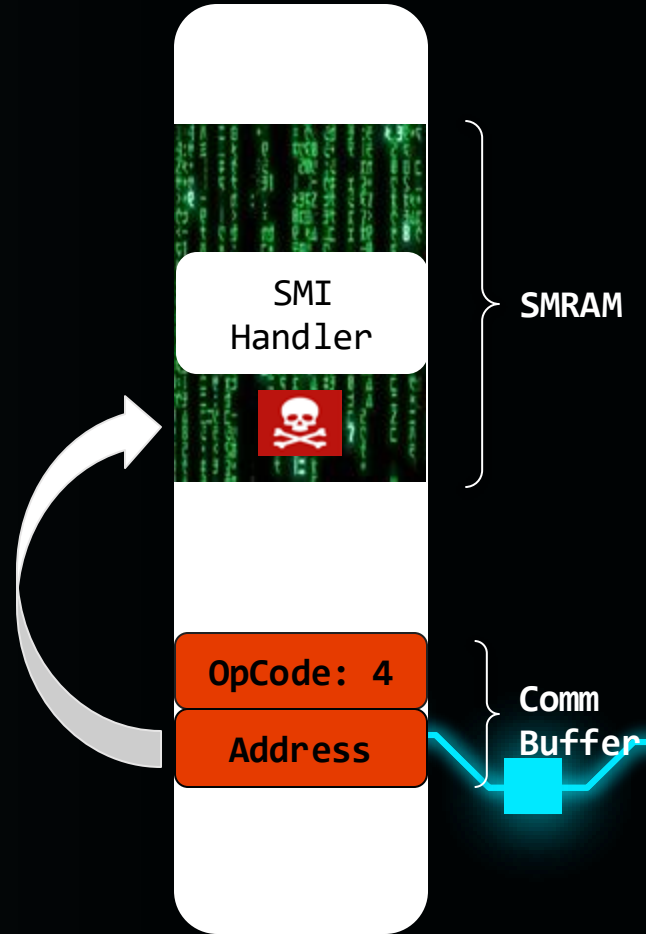 SMI
Handler
SMRAM
OpCode: 4
Address
Comm
Buffer